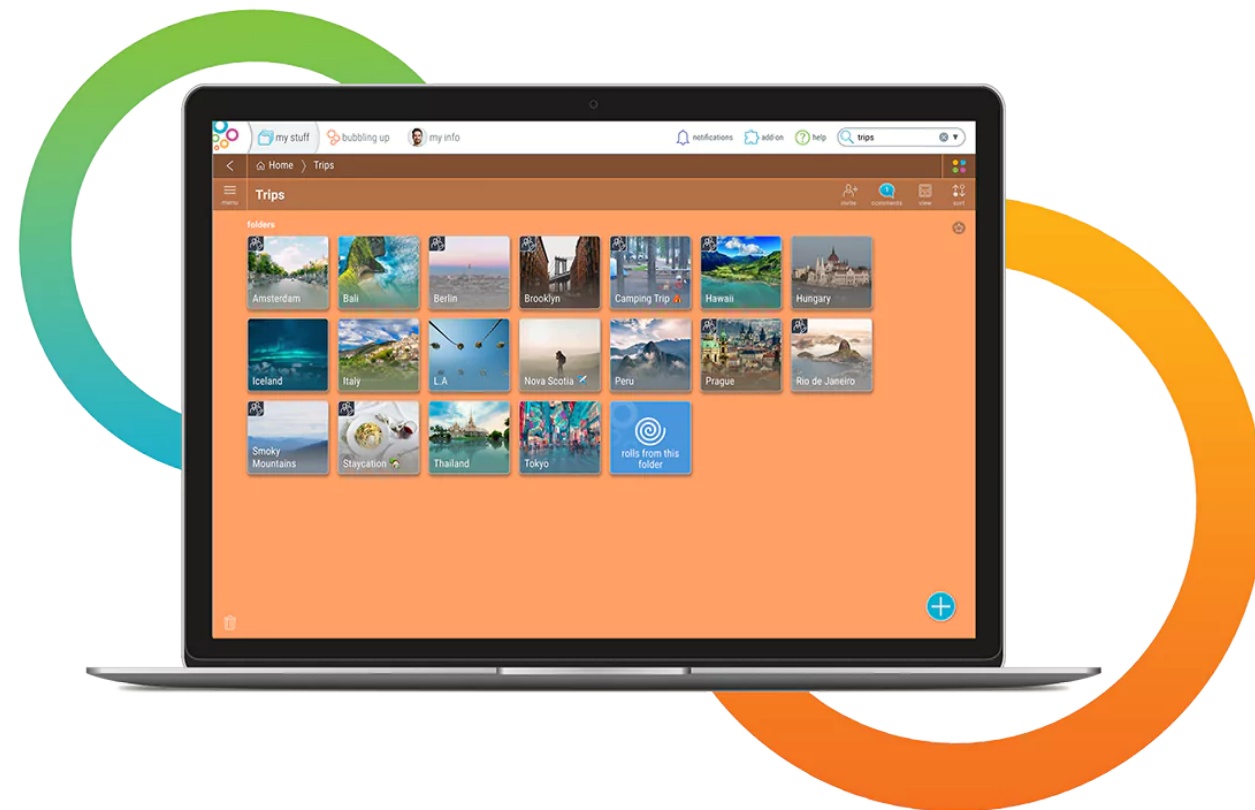 my stuff
bubbling up
my info
notifications
add-on
help
trips
Home
Trips
menu
Trips
invite
comments
view
sort
folders
Amsterdam
Bali
Berlin
Brooklyn
Camping Trip
Hawaii
Hungary
Iceland
Italy
L.A
Nova Scotia
Peru
Prague
Rio de Janeiro
Smoky
Mountains
Staycation
Thailand
Tokyo
rolls from this
folder